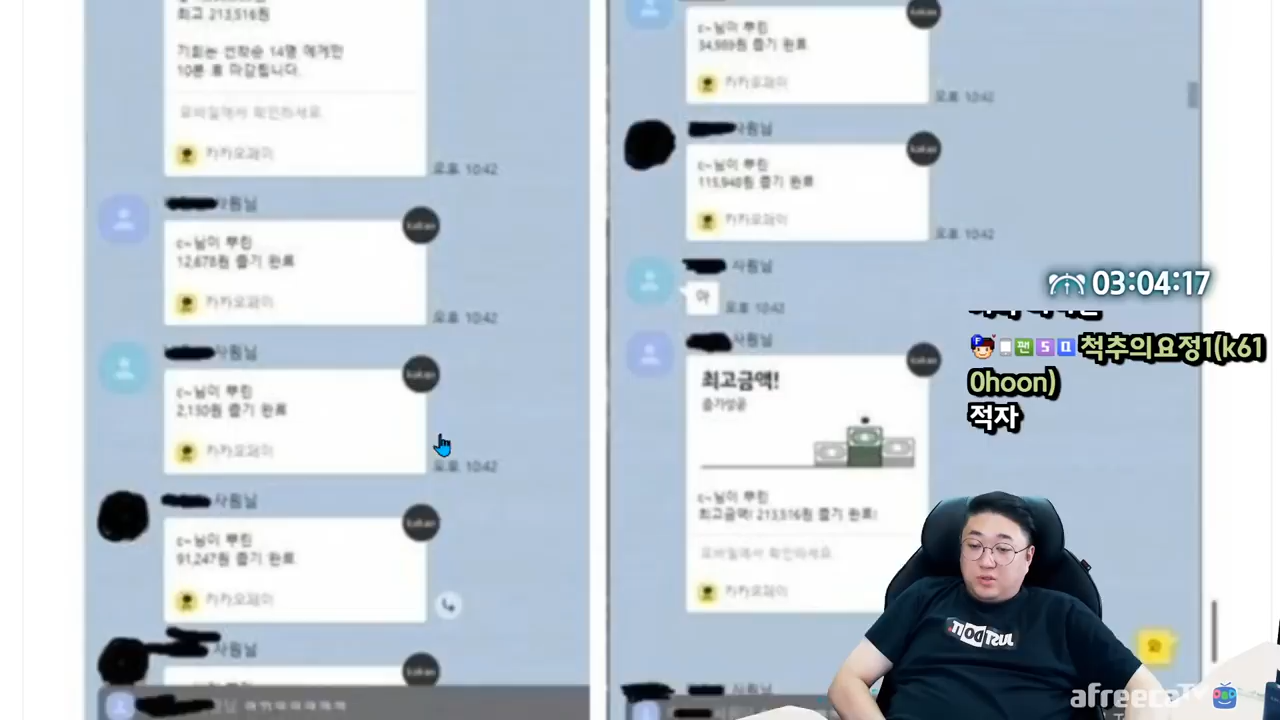 최고 213,516원
기회는 선착순 14명 에게만
10분 후 마감됩니다.
모바일에서 확인하세요.
카카오페이
오후 10:42
사원님
c~님이 뿌린
12,678원 줍기 완료
카카오페이
오후 10:42
사원님
c~님이 뿌린
2,130원 줍기 완료
카카오페이
오후 10:42
사원님
c~님이 뿌린
91,247원 줍기 완료
카카오페이
사원님
c~님이 뿌린
34,989원 줍기 완료
카카오페이
오후 10:42
사원님
c~님이 뿌린
115,940원 줍기 완료
카카오페이
오후 10:42
사원님
아
오후 10:42
사원님
최고금액!
줍기성공
c~님이 뿌린
최고금액! 213,516원 줍기 완료!
모바일에서 확인하세요.
카카오페이
03:04:17
팬 5
척추의요정1(k61
0hoon)
적자
JUST DO IT.
afreecaTV